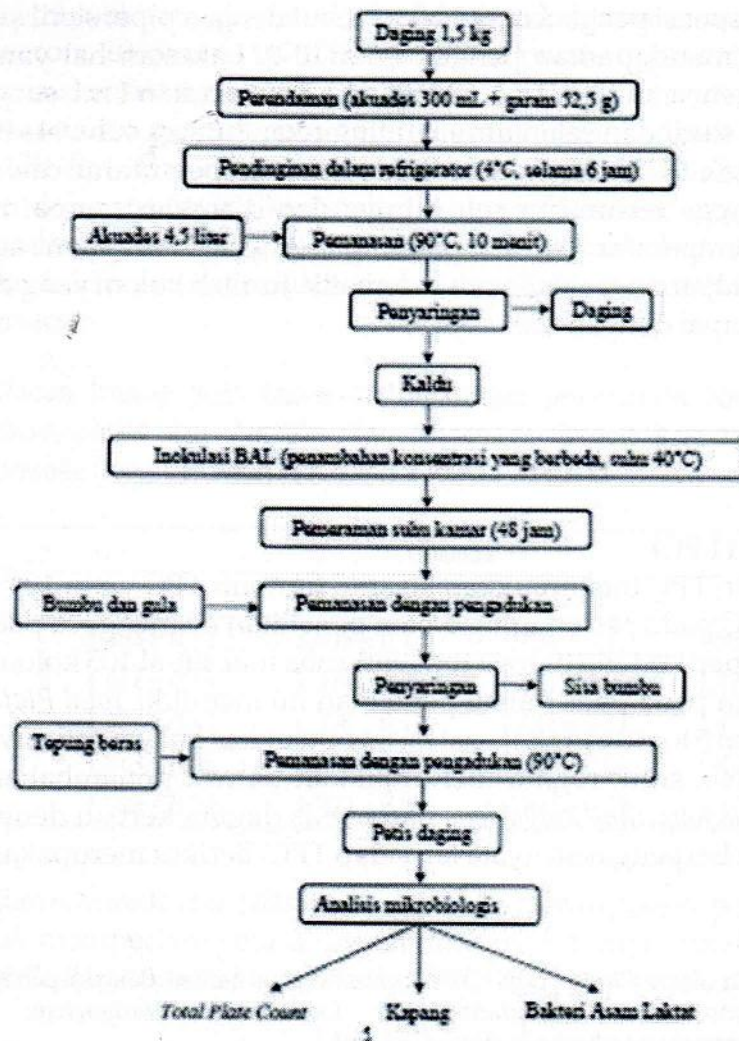 Daging 1,5 kg
Perendaman (akuades 300 mL + garam 52,5 g)
Pendinginan dalam refrigerator (4°C, selama 6 jam)
Akuades 4,5 liter
Pemanasan (90°C, 10 menit)
Penyaringan
Daging
Kaldu
Inokulasi BAL (penambahan konsentrasi yang berbeda, suhu 40°C)
Pemeraman suhu kamar (48 jam)
Bumbu dan gula
Pemanasan dengan pengadukan
Penyaringan
Sisa bumbu
Tepung beras
Pemanasan dengan pengadukan (90°C)
Petis daging
Analisis mikrobiologis
Total Plate Count
Kapang
Bakteri Asam Laktat